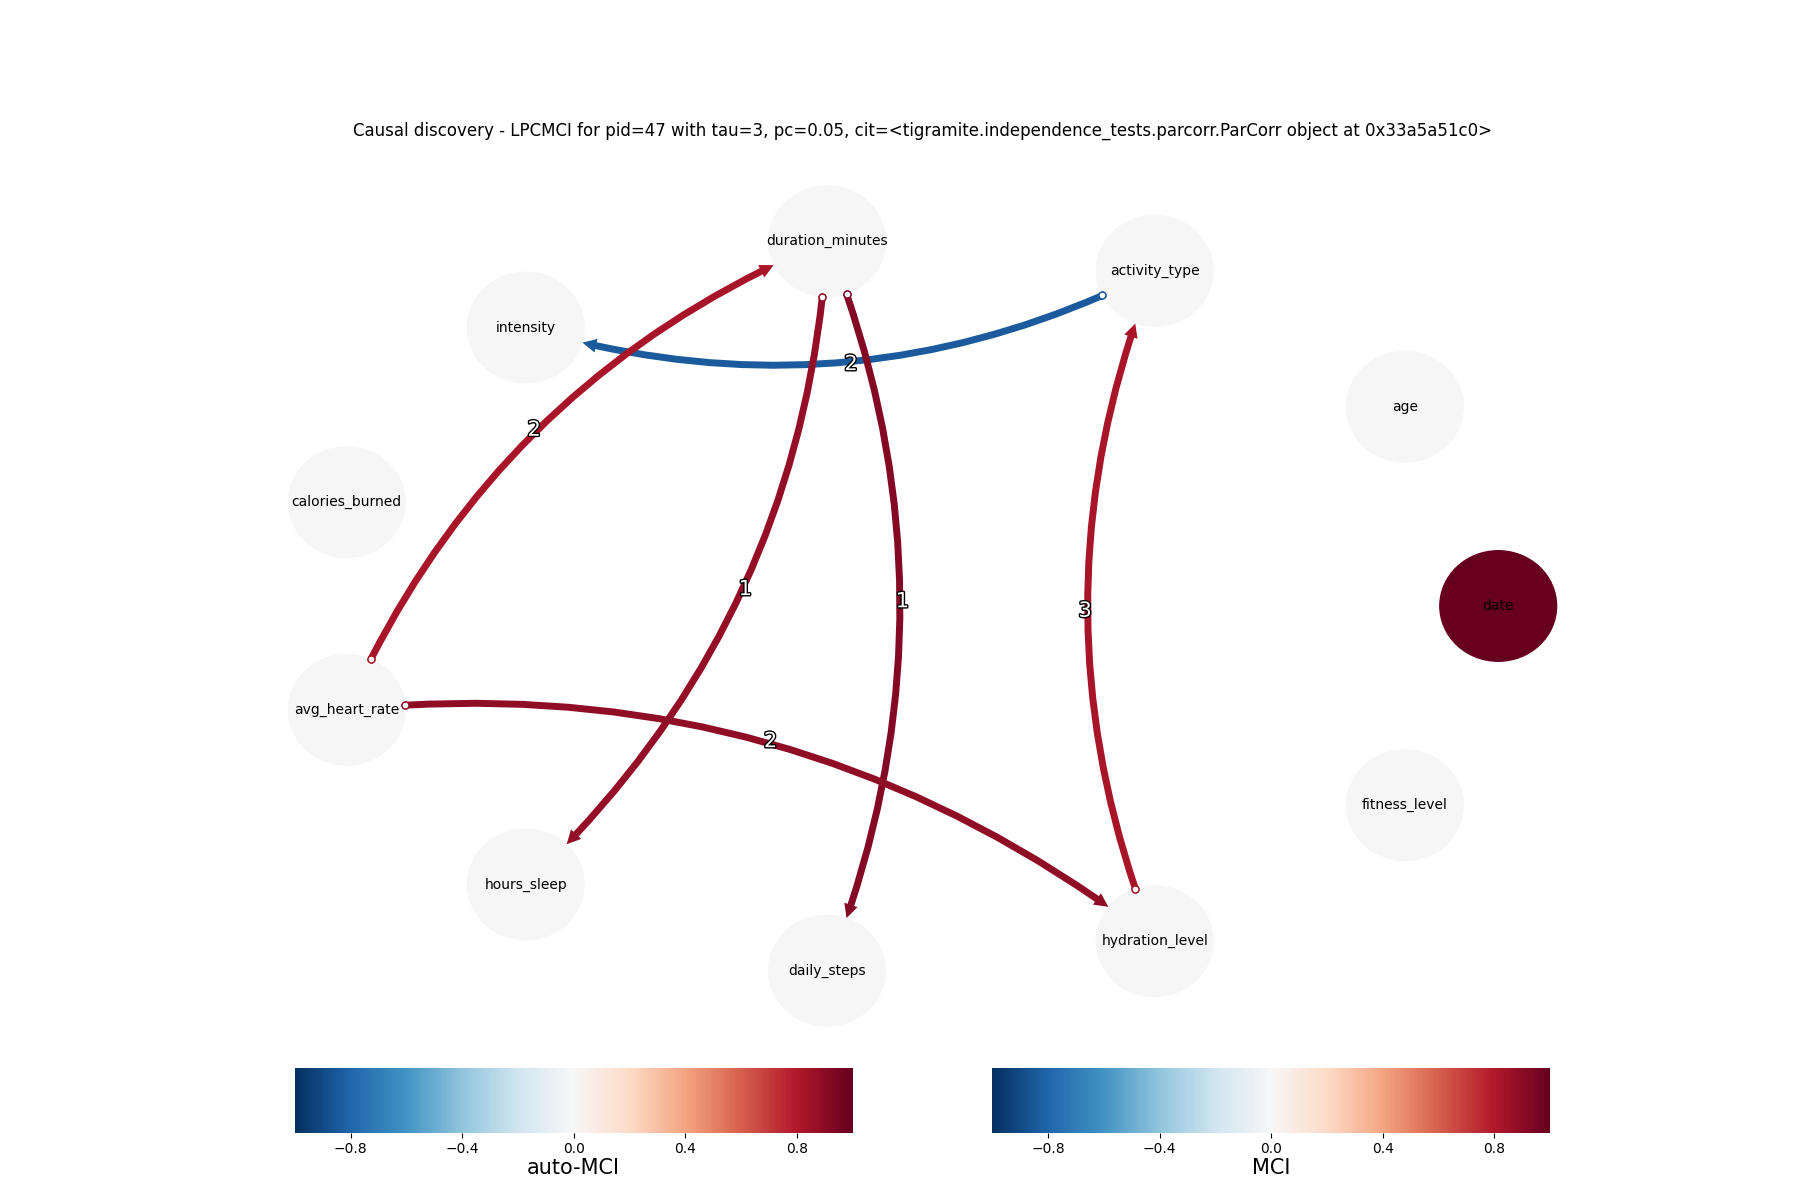 Causal discovery - LPCMCI for pid=47 with tau=3, pc=0.05, cit=<tigramite.independence_tests.parcorr.ParCorr object at 0x33a5a51c0>
duration_minutes
activity_type
intensity
2
age
2
calories_burned
1
1
3
date
avg_heart_rate
2
fitness_level
hours_sleep
hydration_level
daily_steps
−0.8 −0.4 0.0 0.4 0.8
auto-MCI
−0.8 −0.4 0.0 0.4 0.8
MCI